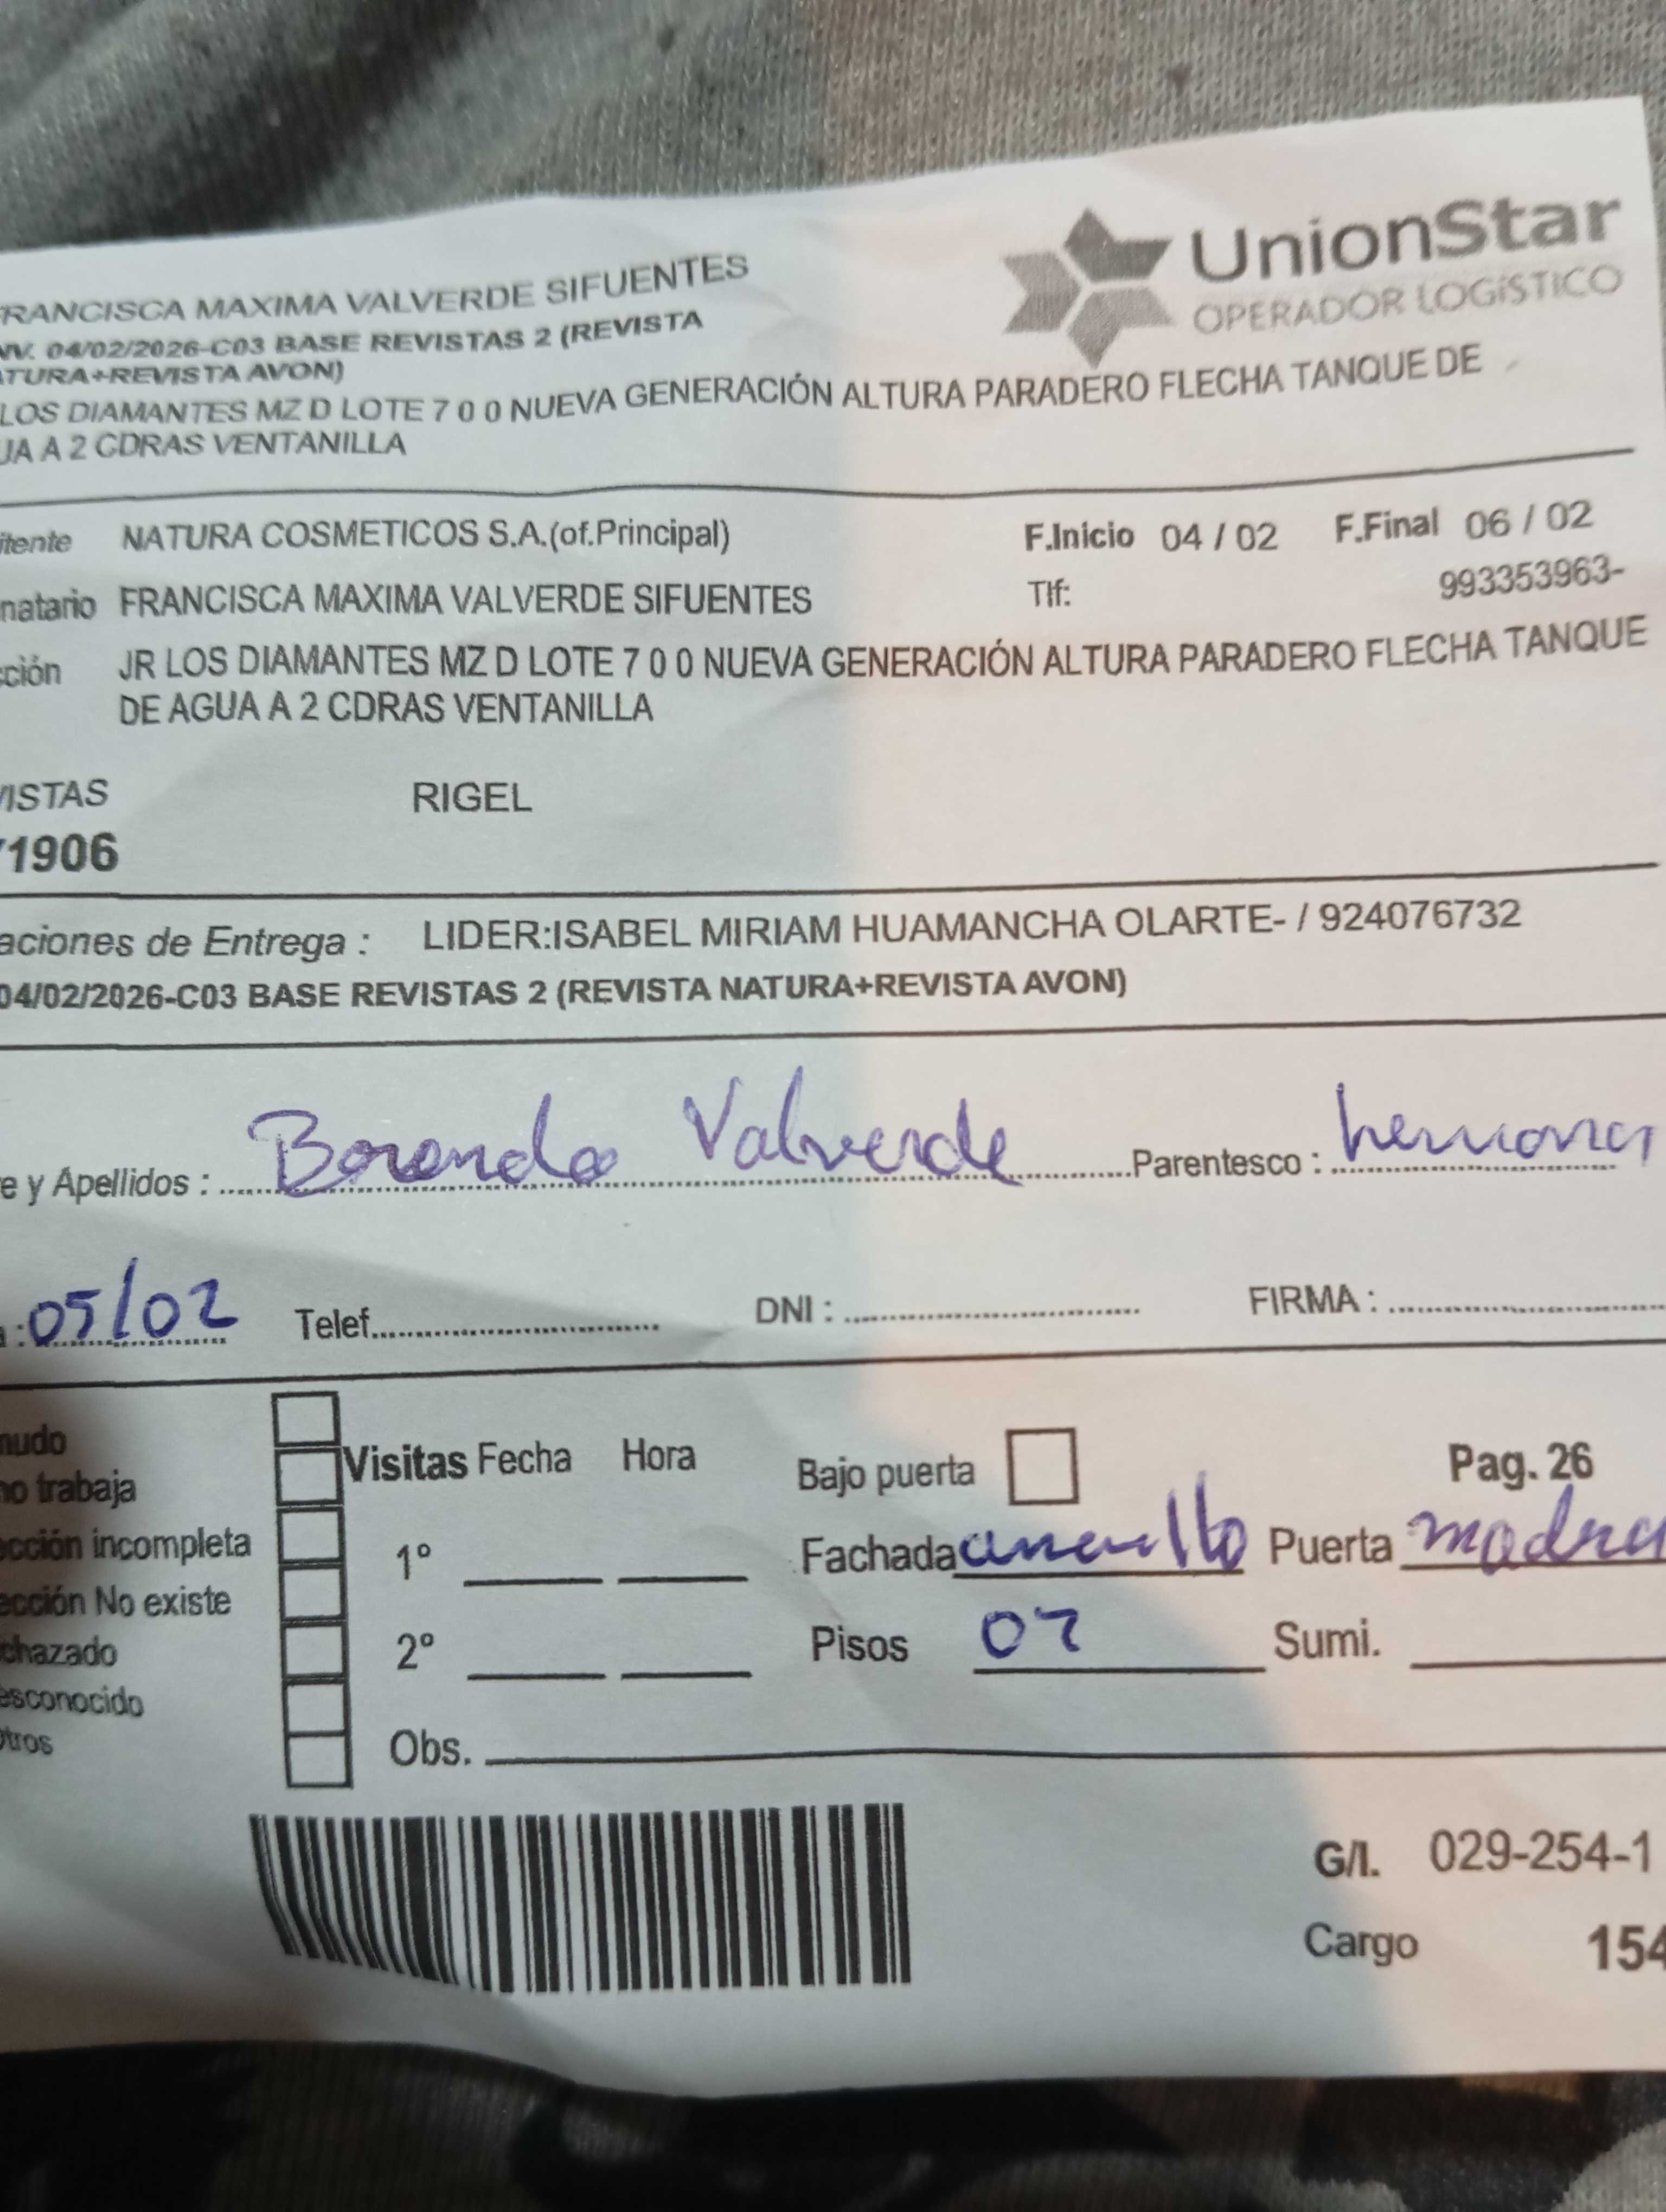 UnionStar
OPERADOR LOGÍSTICO
RANCISCA MAXIMA VALVERDE SIFUENTES
NV. 04/02/2026-C03 BASE REVISTAS 2 (REVISTA
ATURA+REVISTA AVON)
LOS DIAMANTES MZ D LOTE 7 0 0 NUEVA GENERACIÓN ALTURA PARADERO FLECHA TANQUE DE
UA A 2 CDRAS VENTANILLA
itente NATURA COSMETICOS S.A.(of.Principal) F.Inicio 04 / 02 F.Final 06 / 02
natario FRANCISCA MAXIMA VALVERDE SIFUENTES Tlf: 993353963-
cción JR LOS DIAMANTES MZ D LOTE 7 0 0 NUEVA GENERACIÓN ALTURA PARADERO FLECHA TANQUE
DE AGUA A 2 CDRAS VENTANILLA
VISTAS RIGEL
1906
aciones de Entrega : LIDER:ISABEL MIRIAM HUAMANCHA OLARTE- / 924076732
04/02/2026-C03 BASE REVISTAS 2 (REVISTA NATURA+REVISTA AVON)
e y Apellidos : Valverde Parentesco : hermana
: 05/02 Telef. DNI : FIRMA :
nudo
no trabaja Visitas Fecha Hora Bajo puerta Pag. 26
cción incompleta 1° Fachada amarillo Puerta madera
ección No existe
chazado 2° Pisos Sumi.
esconocido
Otros Obs.
G/I. 029-254-1
Cargo 154